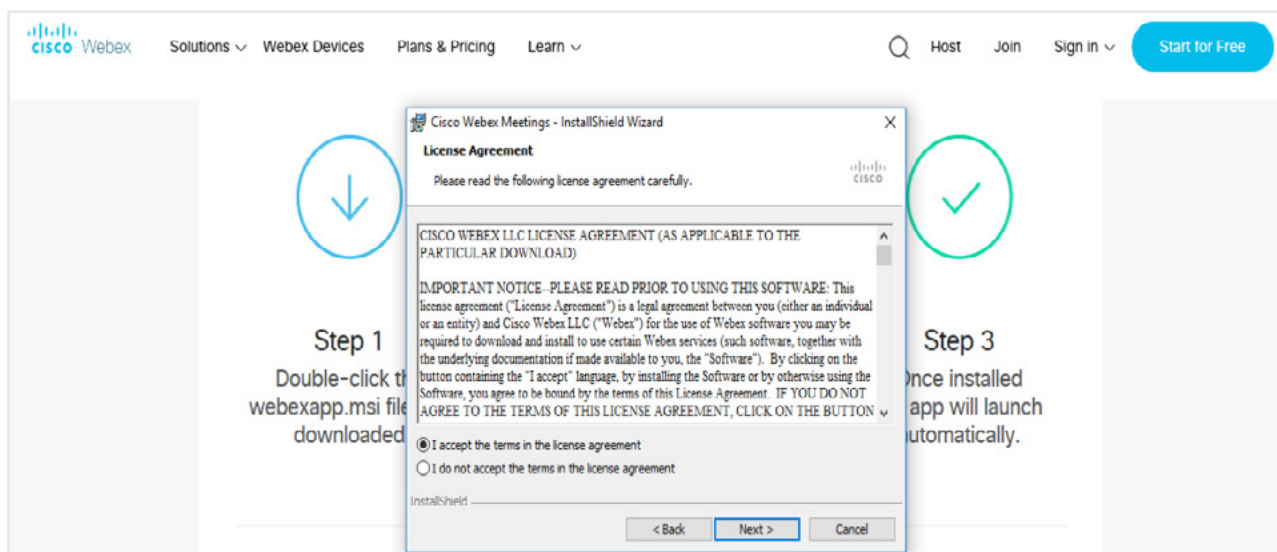 CISCO Webex Solutions Webex Devices Plans & Pricing Learn Host Join Sign in Start for Free
Cisco Webex Meetings - InstallShield Wizard
License Agreement
Please read the following license agreement carefully.
CISCO
CISCO WEBEX LLC LICENSE AGREEMENT (AS APPLICABLE TO THE
PARTICULAR DOWNLOAD)
IMPORTANT NOTICE--PLEASE READ PRIOR TO USING THIS SOFTWARE: This
license agreement ("License Agreement") is a legal agreement between you (either an individual
or an entity) and Cisco Webex LLC ("Webex") for the use of Webex software you may be
required to download and install to use certain Webex services (such software, together with
the underlying documentation if made available to you, the "Software"). By clicking on the
button containing the "I accept" language, by installing the Software or by otherwise using the
Software, you agree to be bound by the terms of this License Agreement. IF YOU DO NOT
AGREE TO THE TERMS OF THIS LICENSE AGREEMENT, CLICK ON THE BUTTON
I accept the terms in the license agreement
I do not accept the terms in the license agreement
InstallShield
< Back Next > Cancel
Step 1
Double-click
webexapp.msi
downloaded
Step 3
installed
app will launch